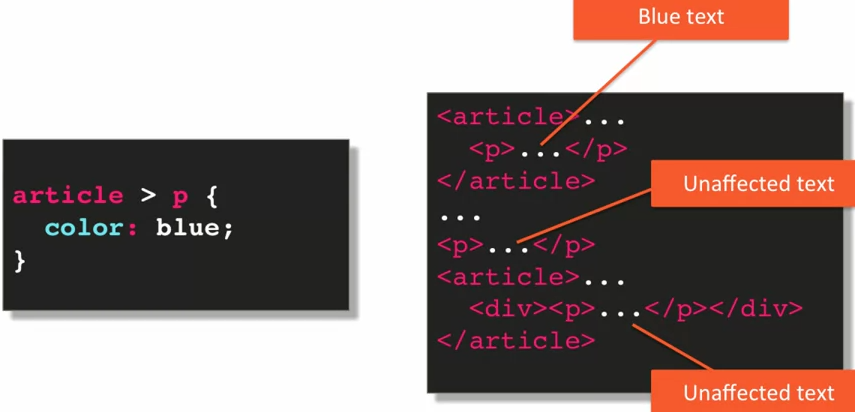 Blue text
article > p {
  color: blue;
}
<article>...
  <p>...</p>
</article>
...
<p>...</p>
<article>...
  <div><p>...</p></div>
</article>
Unaffected text
Unaffected text